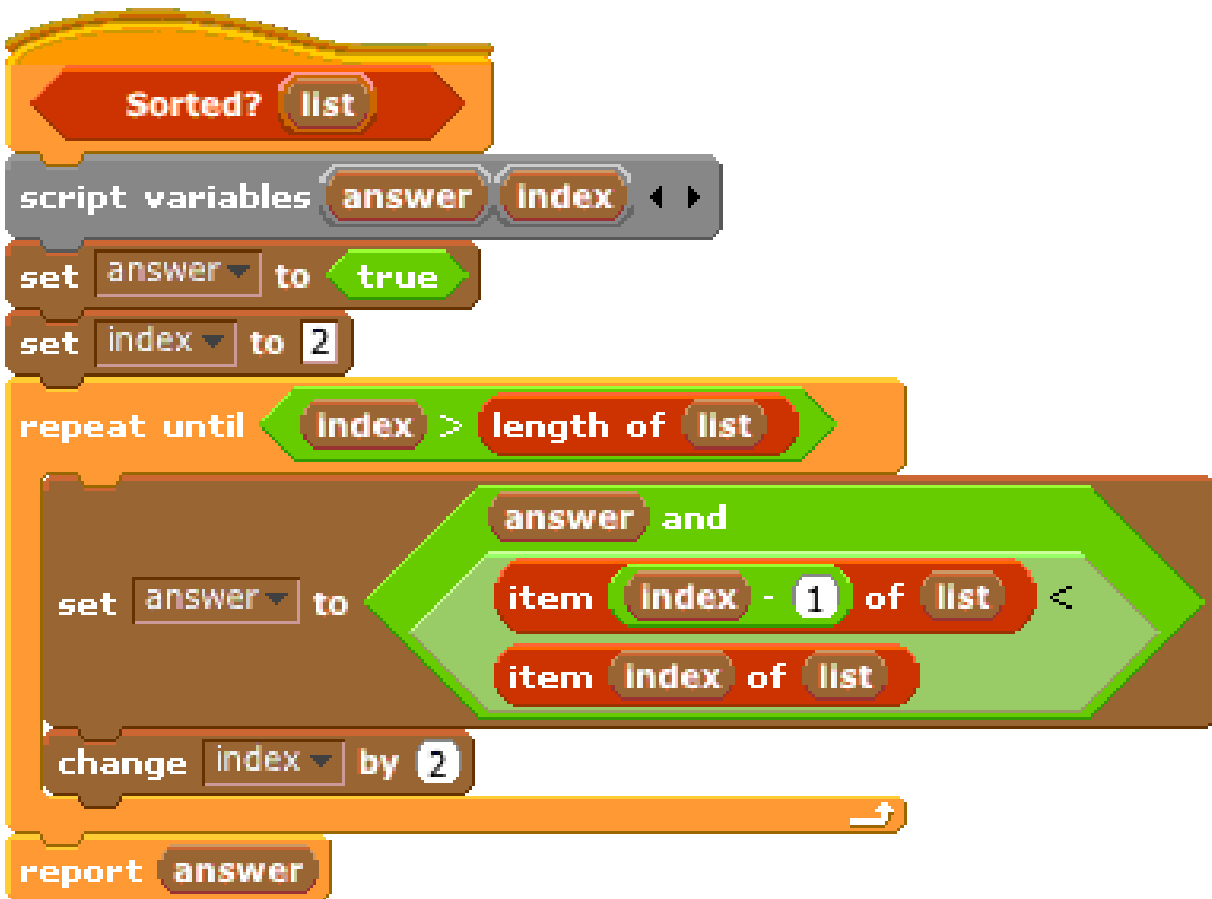 Sorted? list
script variables answer index
set answer to true
set index to 2
repeat until index > length of list
answer and
item index - 1 of list <
set answer to
item index of list
change index by 2
report answer